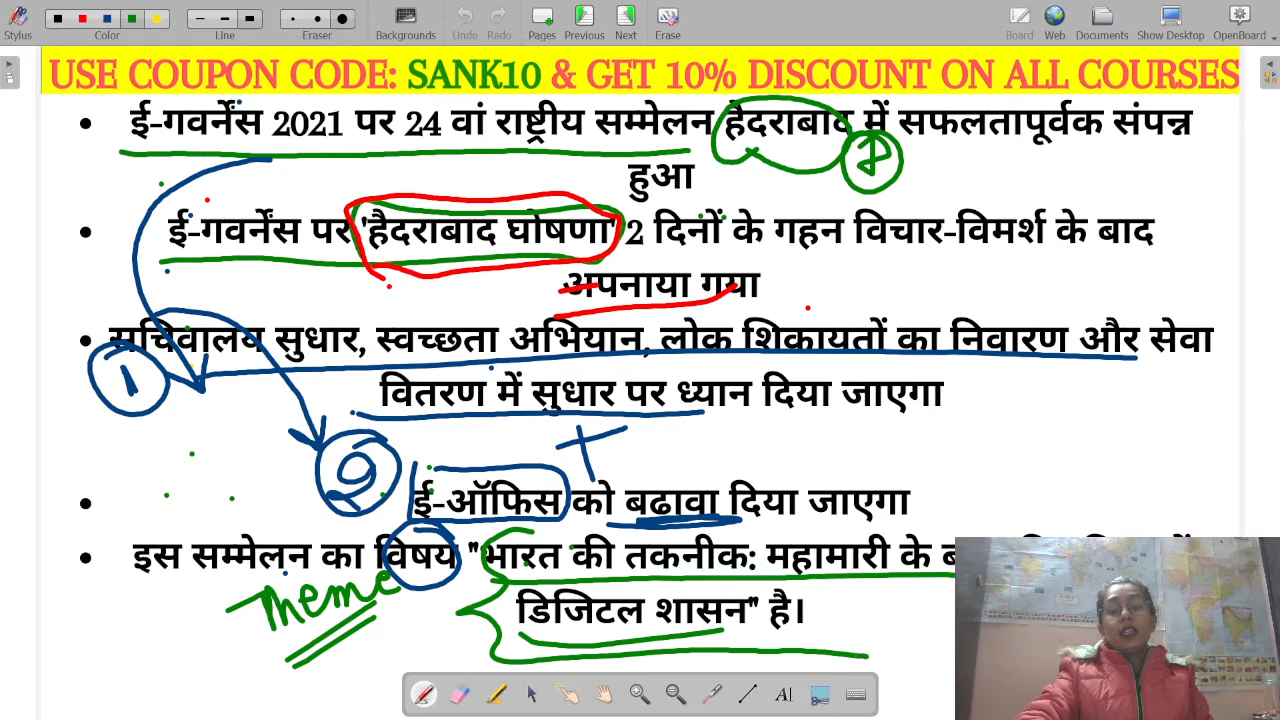 Stylus Color Line Eraser Backgrounds Undo Redo Pages Previous Next Erase Board Web Documents Show Desktop OpenBoard
USE COUPON CODE: SANK10 & GET 10% DISCOUNT ON ALL COURSES
• ई-गवर्नेंस 2021 पर 24 वां राष्ट्रीय सम्मेलन हैदराबाद में सफलतापूर्वक संपन्न
हुआ
• ई-गवर्नेंस पर 'हैदराबाद घोषणा' 2 दिनों के गहन विचार-विमर्श के बाद
अपनाया गया
• सचिवालय सुधार, स्वच्छता अभियान, लोक शिकायतों का निवारण और सेवा
वितरण में सुधार पर ध्यान दिया जाएगा
1
2
• ई-ऑफिस को बढावा दिया जाएगा
• इस सम्मेलन का विषय "भारत की तकनीक: महामारी के
Theme
डिजिटल शासन" है।